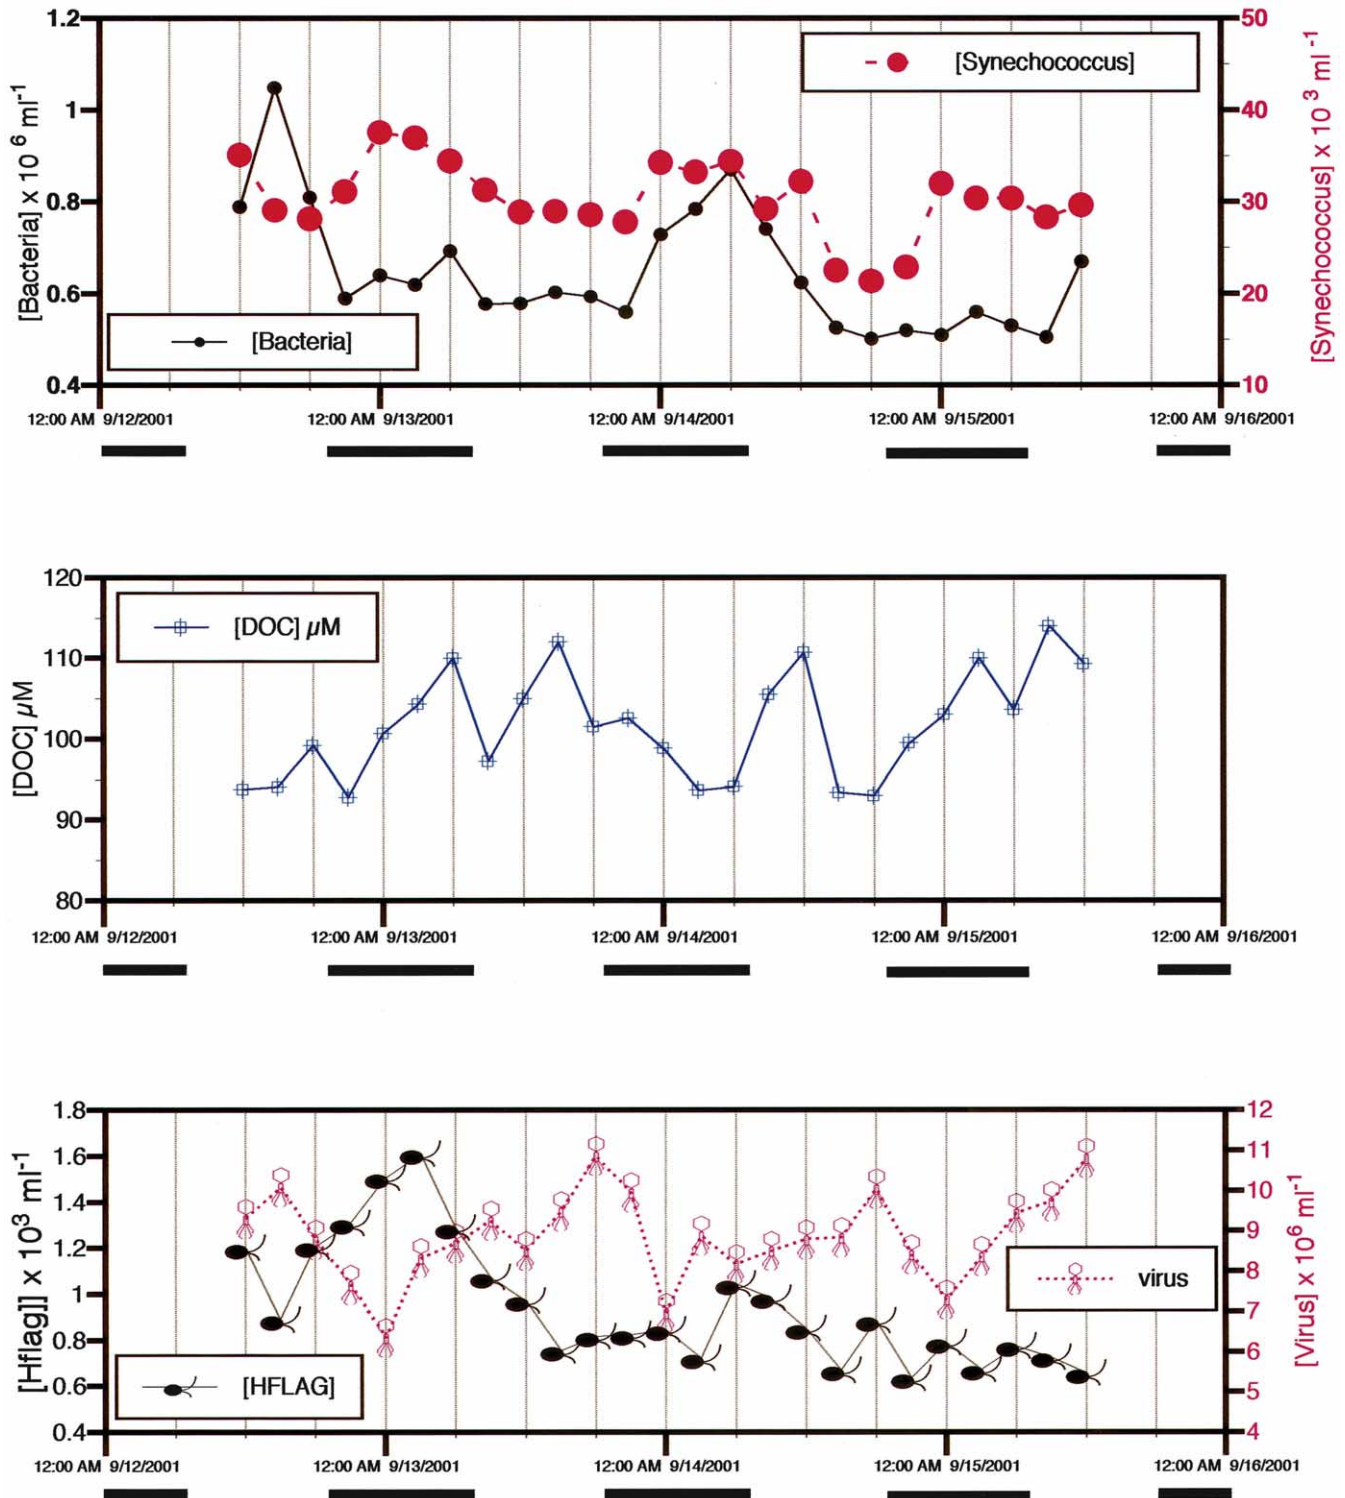 1.2
50
[Synechococcus]
1
40
0.8
30
0.6
20
[Bacteria]
0.4
10
[Bacteria] x 10 6 ml-1
[Synechococcus] x 10 3 ml -1
12:00 AM 9/12/2001 12:00 AM 9/13/2001 12:00 AM 9/14/2001 12:00 AM 9/15/2001 12:00 AM 9/16/2001
120
[DOC] µM
110
100
90
80
[DOC] µM
12:00 AM 9/12/2001 12:00 AM 9/13/2001 12:00 AM 9/14/2001 12:00 AM 9/15/2001 12:00 AM 9/16/2001
1.8
12
11
1.6
10
1.4
9
1.2
8
virus
1
7
0.8
6
[HFLAG]
0.6
5
0.4
4
[Hflag]] x 103 ml-1
[Virus] x 106 ml-1
12:00 AM 9/12/2001 12:00 AM 9/13/2001 12:00 AM 9/14/2001 12:00 AM 9/15/2001 12:00 AM 9/16/2001